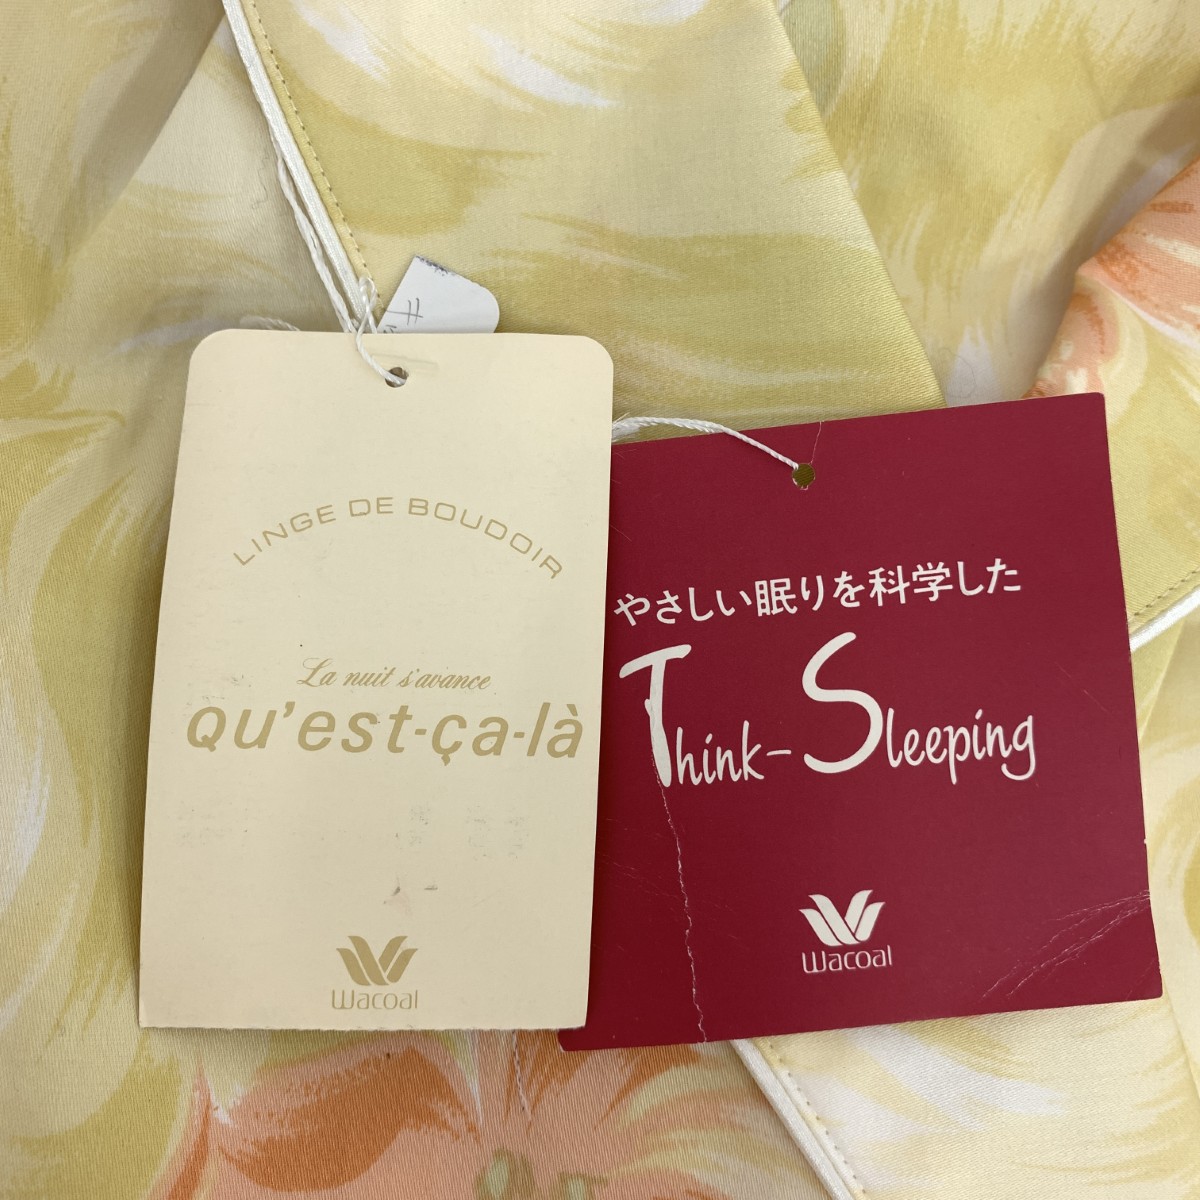 LINGE DE BOUDOIR
La nuit s'avance
qu'est-ça-là
Wacoal
やさしい眠りを科学した
Think-Sleeping
Wacoal